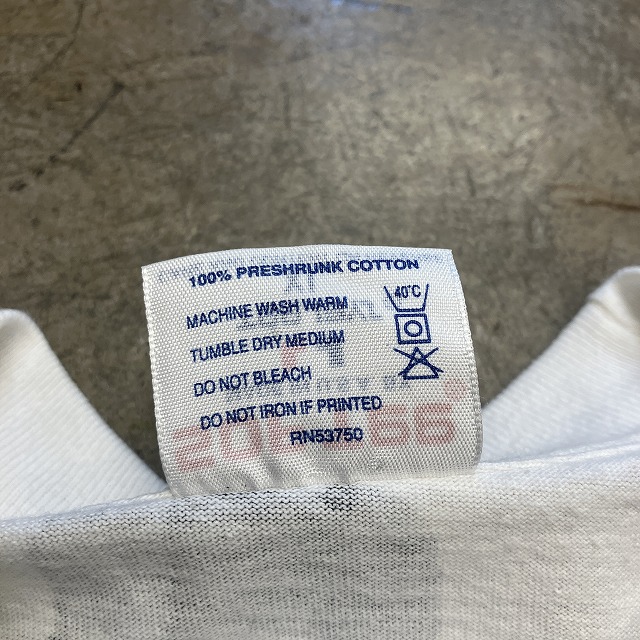 100% PRESHRUNK COTTON
MACHINE WASH WARM
40°C
TUMBLE DRY MEDIUM
DO NOT BLEACH
DO NOT IRON IF PRINTED
RN53750